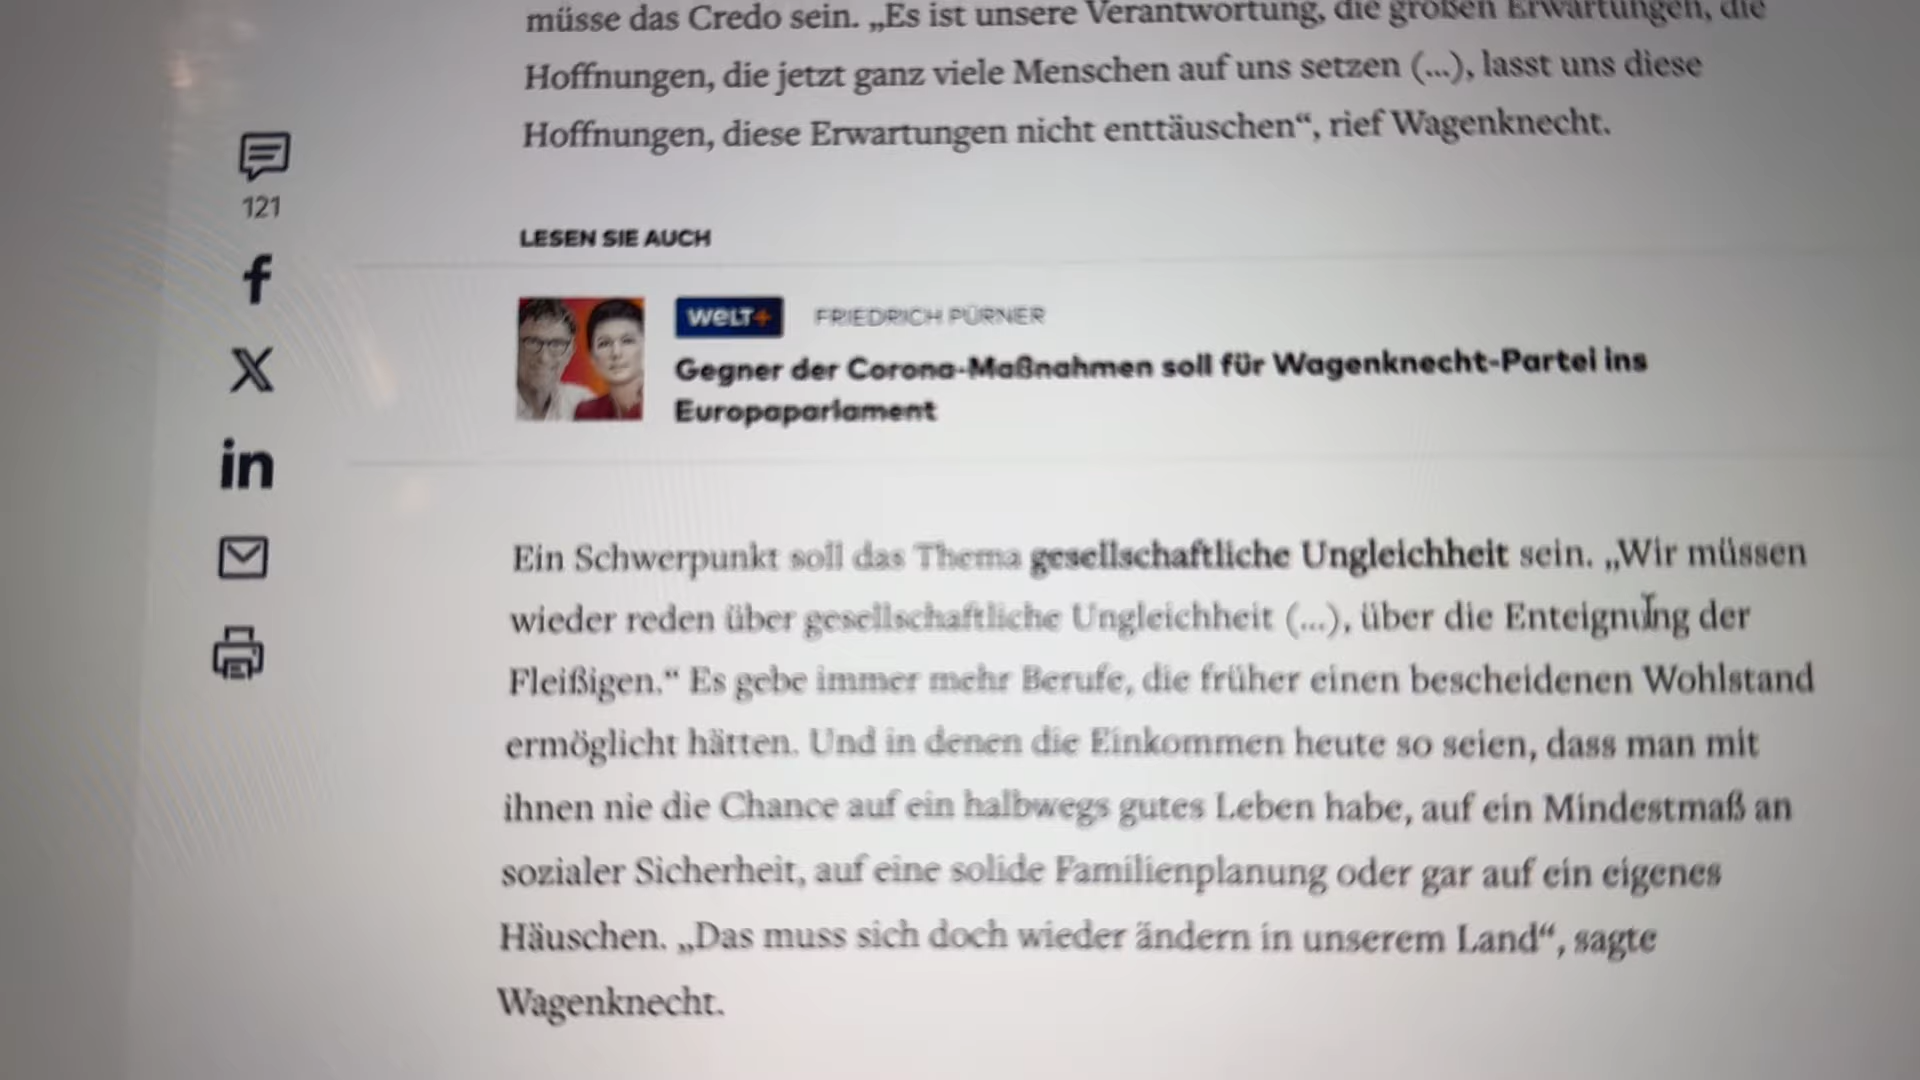 müsse das Credo sein. „Es ist unsere Verantwortung, die großen Erwartungen, die
Hoffnungen, die jetzt ganz viele Menschen auf uns setzen (...), lasst uns diese
Hoffnungen, diese Erwartungen nicht enttäuschen“, rief Wagenknecht.
121
LESEN SIE AUCH
WELT+ FRIEDRICH PÜRNER
Gegner der Corona-Maßnahmen soll für Wagenknecht-Partei ins
Europaparlament
Ein Schwerpunkt soll das Thema gesellschaftliche Ungleichheit sein. „Wir müssen
wieder reden über gesellschaftliche Ungleichheit (...), über die Enteignung der
Fleißigen.“ Es gebe immer mehr Berufe, die früher einen bescheidenen Wohlstand
ermöglicht hätten. Und in denen die Einkommen heute so seien, dass man mit
ihnen nie die Chance auf ein halbwegs gutes Leben habe, auf ein Mindestmaß an
sozialer Sicherheit, auf eine solide Familienplanung oder gar auf ein eigenes
Häuschen. „Das muss sich doch wieder ändern in unserem Land“, sagte
Wagenknecht.